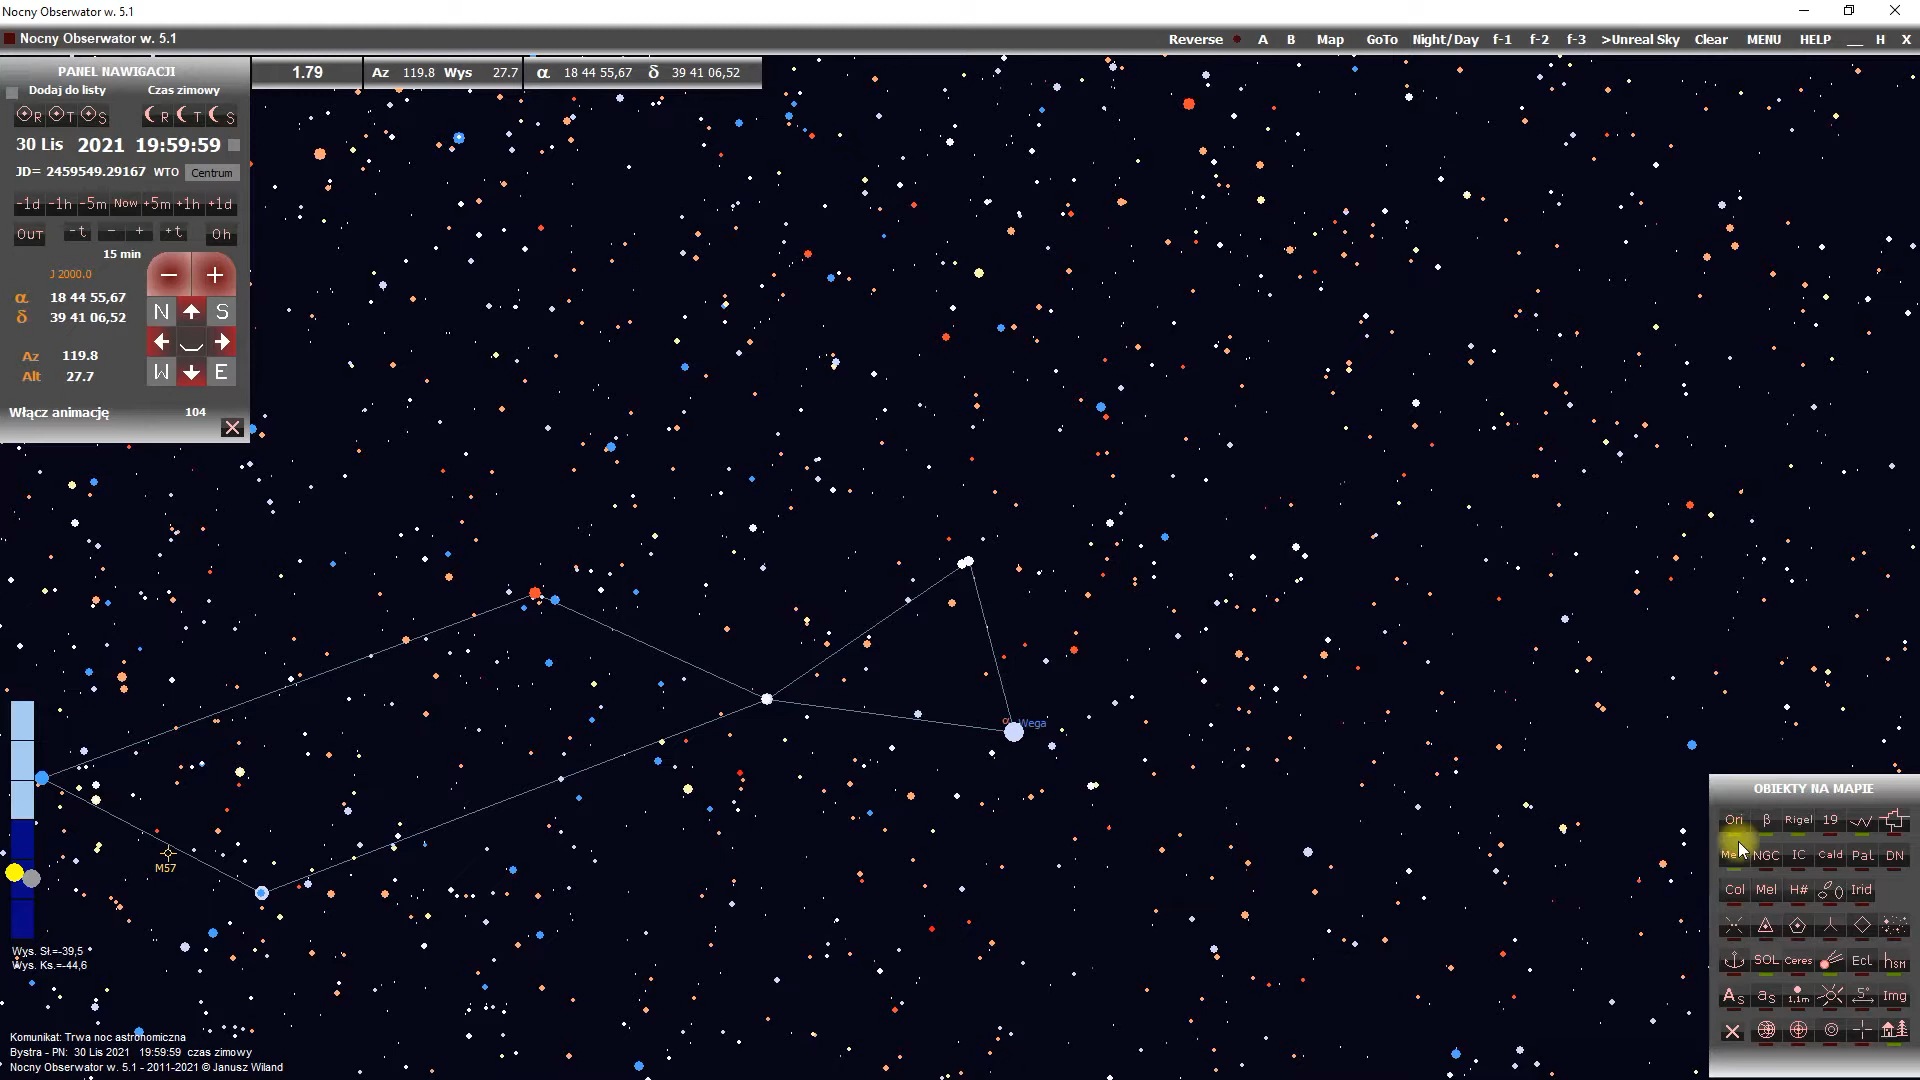 Nocny Obserwator w. 5.1
Nocny Obserwator w. 5.1
Reverse A B Map GoTo Night/Day f-1 f-2 f-3 >Unreal Sky Clear MENU HELP __ H X
PANEL NAWIGACJI
1.79 Az 119.8 Wys 27.7 α 18 44 55,67 δ 39 41 06,52
Dodaj do listy Czas zimowy
R T S R T S
30 Lis 2021 19:59:59
JD= 2459549.29167 WTO Centrum
-1d -1h -5m Now +5m +1h +1d
OUT -t - + +t 0h
15 min
J 2000.0
- +
α 18 44 55,67
N S
δ 39 41 06,52
Az 119.8
Alt 27.7
W E
Włącz animację 104
α Wega
M57
OBIEKTY NA MAPIE
Ori β Rigel 19
NGC IC Cald Pal DN
Col Mel H# Irid
SOL Ceres Ecl hSM
As as 1,1m 5° Img
Wys. Sł.=-39,5
Wys. Ks.=-44,6
Komunikat: Trwa noc astronomiczna
Bystra - PN: 30 Lis 2021 19:59:59 czas zimowy
Nocny Obserwator w. 5.1 - 2011-2021 © Janusz Wiland